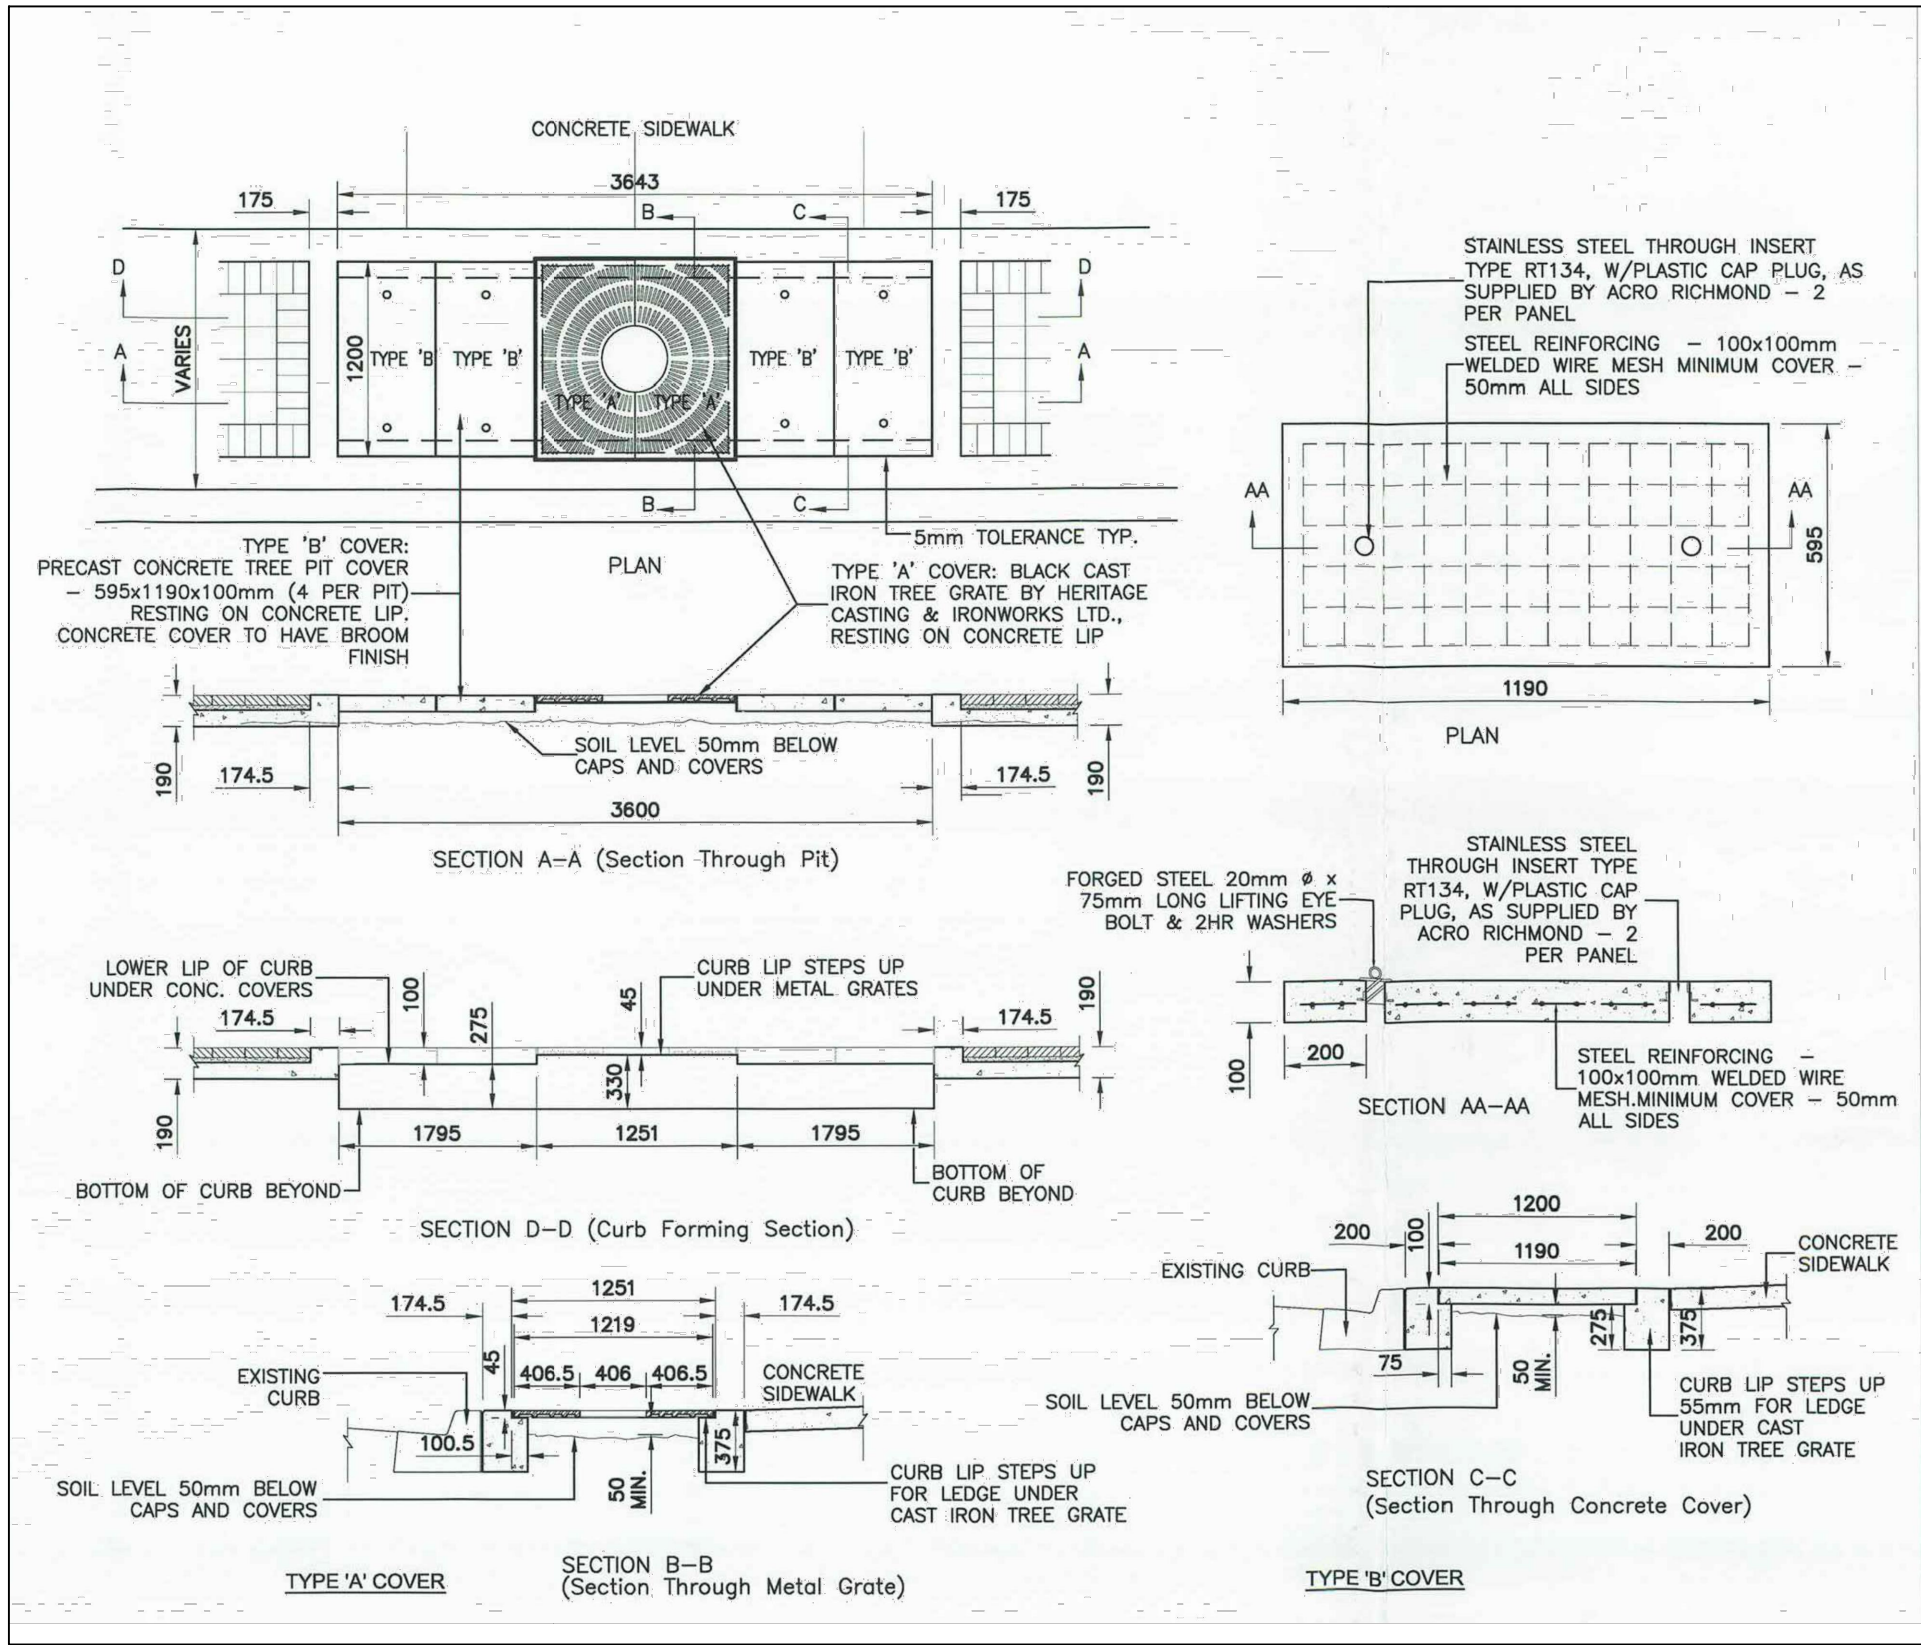 CONCRETE SIDEWALK
3643
175
B
C
175
D
D
A
A
VARIES
1200
TYPE 'B'
TYPE 'B'
TYPE 'A'
TYPE 'A'
TYPE 'B'
TYPE 'B'
B
C
5mm TOLERANCE TYP.
PLAN
TYPE 'B' COVER:
PRECAST CONCRETE TREE PIT COVER
- 595x1190x100mm (4 PER PIT)
RESTING ON CONCRETE LIP.
CONCRETE COVER TO HAVE BROOM
FINISH
TYPE 'A' COVER: BLACK CAST
IRON TREE GRATE BY HERITAGE
CASTING & IRONWORKS LTD.,
RESTING ON CONCRETE LIP
SOIL LEVEL 50mm BELOW
CAPS AND COVERS
190
174.5
174.5
190
3600
SECTION A-A (Section Through Pit)
STAINLESS STEEL THROUGH INSERT
TYPE RT134, W/PLASTIC CAP PLUG, AS
SUPPLIED BY ACRO RICHMOND - 2
PER PANEL
STEEL REINFORCING - 100x100mm
WELDED WIRE MESH MINIMUM COVER -
50mm ALL SIDES
AA
AA
595
1190
PLAN
LOWER LIP OF CURB
UNDER CONC. COVERS
174.5
100
275
45
CURB LIP STEPS UP
UNDER METAL GRATES
190
174.5
330
190
1795
1251
1795
BOTTOM OF CURB BEYOND
BOTTOM OF
CURB BEYOND
SECTION D-D (Curb Forming Section)
FORGED STEEL 20mm ø x
75mm LONG LIFTING EYE
BOLT & 2HR WASHERS
STAINLESS STEEL
THROUGH INSERT TYPE
RT134, W/PLASTIC CAP
PLUG, AS SUPPLIED BY
ACRO RICHMOND - 2
PER PANEL
100
200
STEEL REINFORCING -
100x100mm WELDED WIRE
MESH.MINIMUM COVER - 50mm
ALL SIDES
SECTION AA-AA
1251
174.5
174.5
1219
45
406.5
406
406.5
EXISTING
CURB
CONCRETE
SIDEWALK
100.5
375
50
MIN.
SOIL LEVEL 50mm BELOW
CAPS AND COVERS
CURB LIP STEPS UP
FOR LEDGE UNDER
CAST IRON TREE GRATE
SECTION B-B
(Section Through Metal Grate)
TYPE 'A' COVER
1200
200
100
1190
200
EXISTING CURB
CONCRETE
SIDEWALK
275
375
75
50
MIN.
SOIL LEVEL 50mm BELOW
CAPS AND COVERS
CURB LIP STEPS UP
55mm FOR LEDGE
UNDER CAST
IRON TREE GRATE
SECTION C-C
(Section Through Concrete Cover)
TYPE 'B' COVER